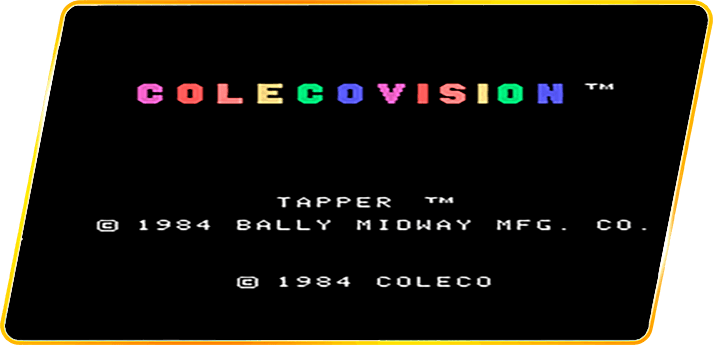 COLECOVISION ™
TAPPER ™
© 1984 BALLY MIDWAY MFG. CO.
© 1984 COLECO